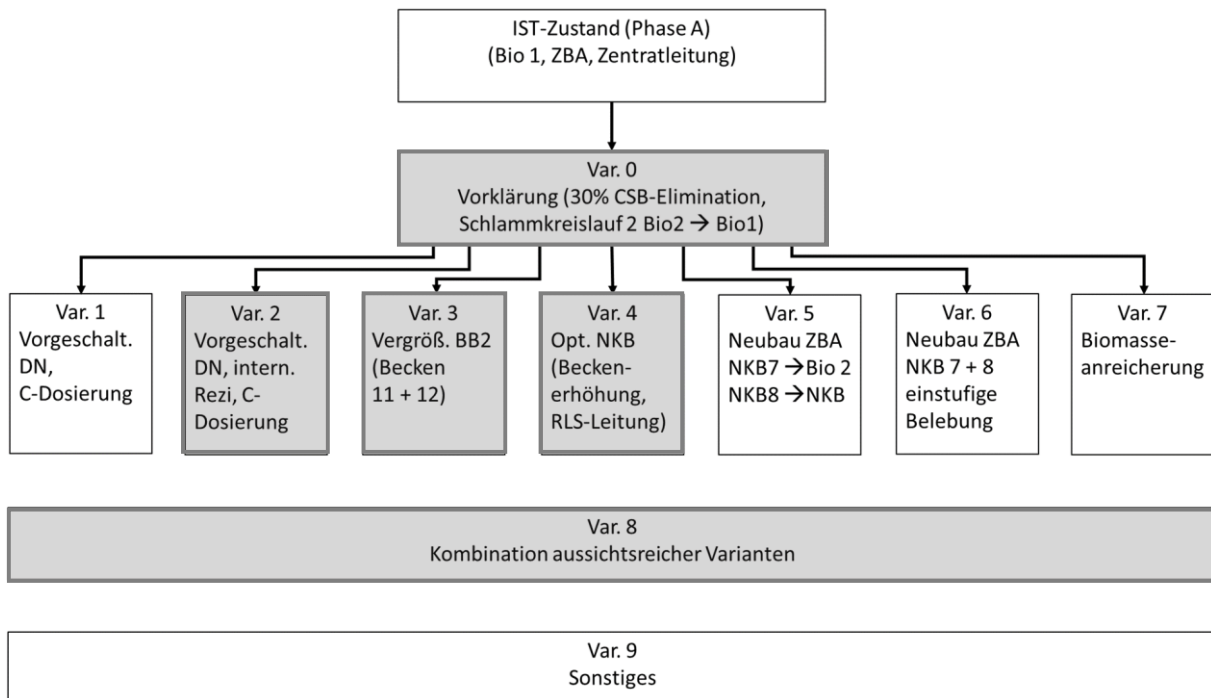 IST-Zustand (Phase A)
(Bio 1, ZBA, Zentratleitung)
Var. 0
Vorklärung (30% CSB-Elimination,
Schlammkreislauf 2 Bio2 → Bio1)
Var. 1
Vorgeschalt.
DN,
C-Dosierung
Var. 2
Vorgeschalt.
DN, intern.
Rezi, C-
Dosierung
Var. 3
Vergröß. BB2
(Becken
11 + 12)
Var. 4
Opt. NKB
(Becken-
erhöhung,
RLS-Leitung)
Var. 5
Neubau ZBA
NKB7 → Bio 2
NKB8 → NKB
Var. 6
Neubau ZBA
NKB 7 + 8
einstufige
Belebung
Var. 7
Biomasse-
anreicherung
Var. 8
Kombination aussichtsreicher Varianten
Var. 9
Sonstiges